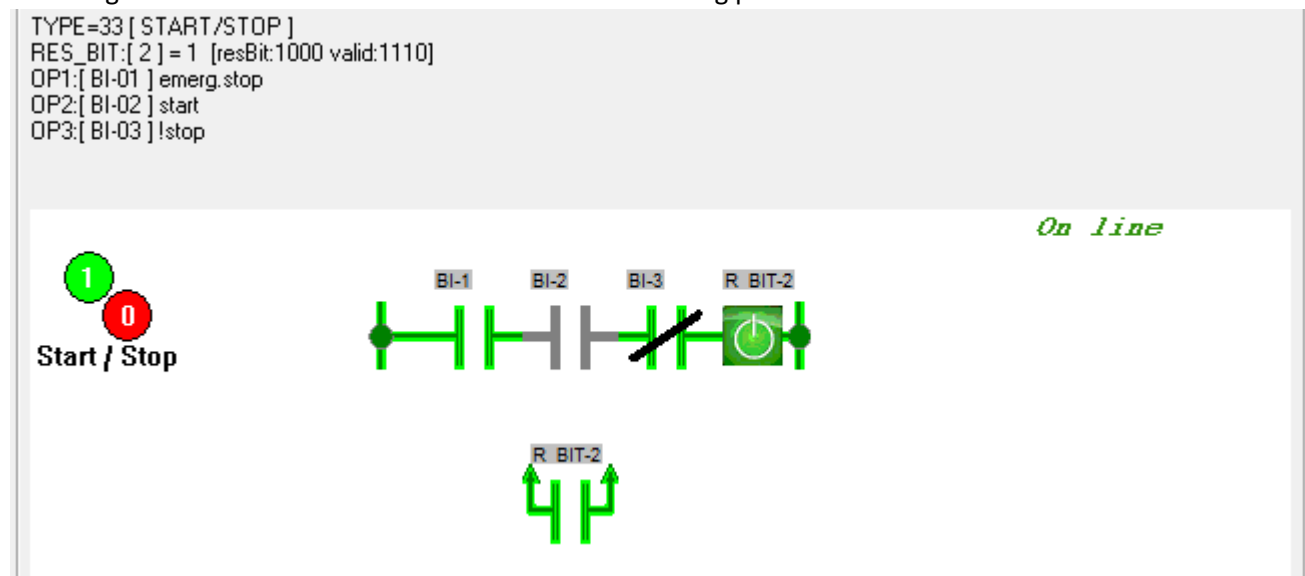 TYPE=33 [ START/STOP ]
RES_BIT:[ 2 ] = 1 [resBit:1000 valid:1110]
OP1:[ BI-01 ] emerg.stop
OP2:[ BI-02 ] start
OP3:[ BI-03 ] !stop
On line
1
0
Start / Stop
BI-1 BI-2 BI-3 R BIT-2
R BIT-2